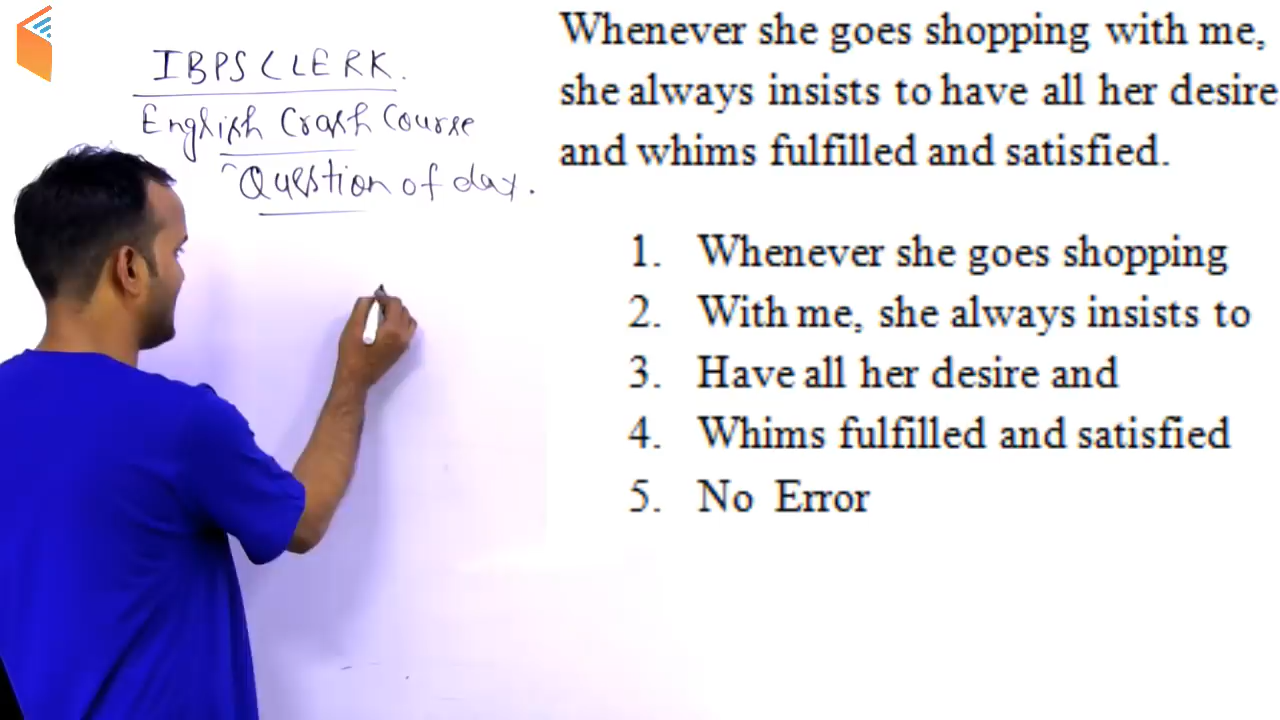 IBPS CLERK.
English Crash Course
Question of day.
Whenever she goes shopping with me,
she always insists to have all her desire
and whims fulfilled and satisfied.
1. Whenever she goes shopping
2. With me, she always insists to
3. Have all her desire and
4. Whims fulfilled and satisfied
5. No Error